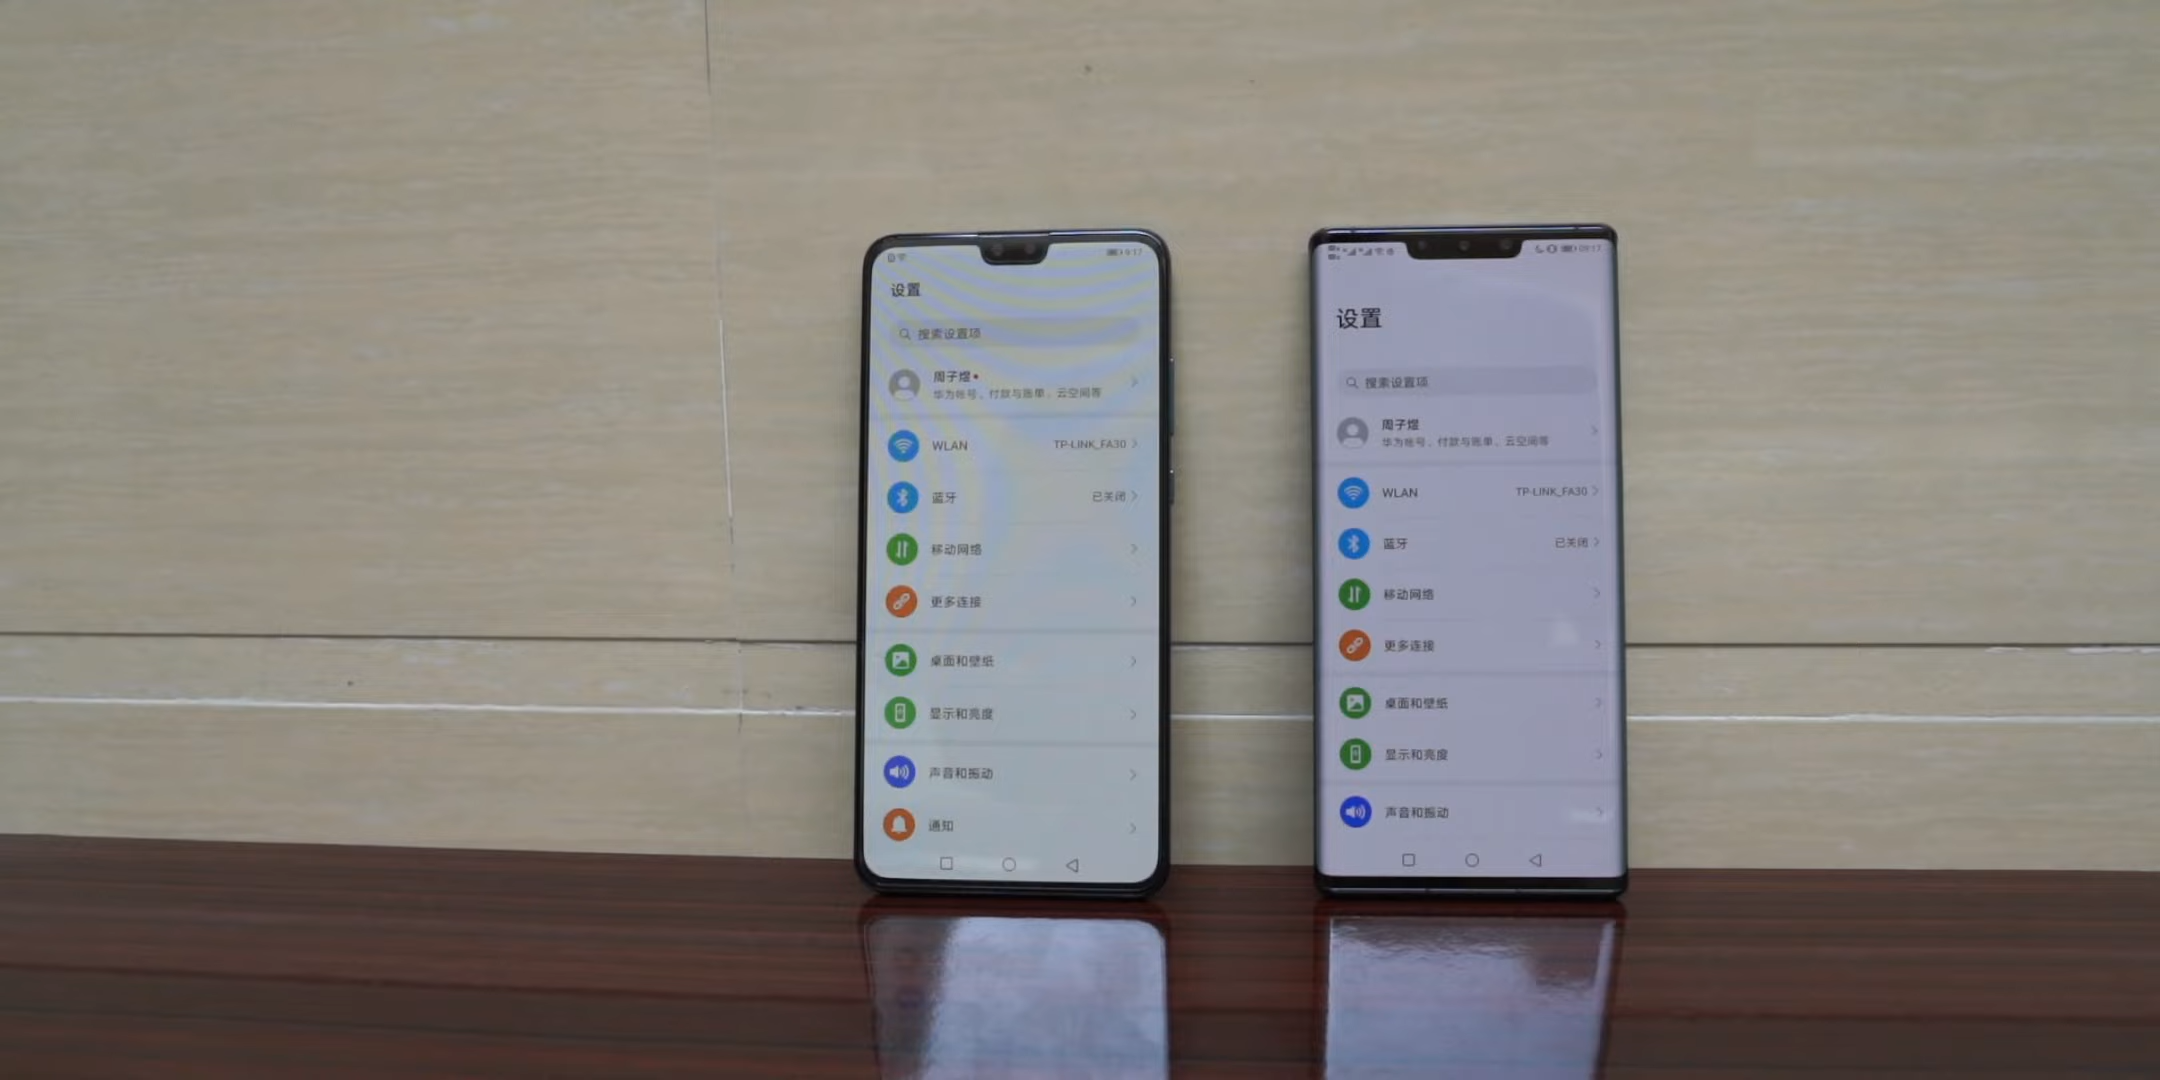 9:17
设置
搜索设置项
周子煜
华为帐号、付款与账单、云空间等
WLAN TP-LINK_FA30
蓝牙 已关闭
移动网络
更多连接
桌面和壁纸
显示和亮度
声音和振动
通知
09:17
设置
搜索设置项
周子煜
华为帐号、付款与账单、云空间等
WLAN TP-LINK_FA30
蓝牙 已关闭
移动网络
更多连接
桌面和壁纸
显示和亮度
声音和振动